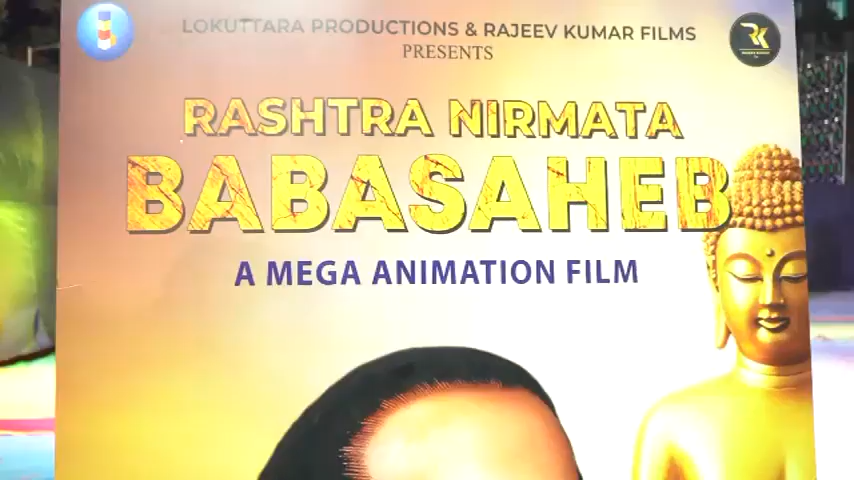 LOKUTTARA PRODUCTIONS & RAJEEV KUMAR FILMS
PRESENTS
RASHTRA NIRMATA
BABASAHEB
A MEGA ANIMATION FILM